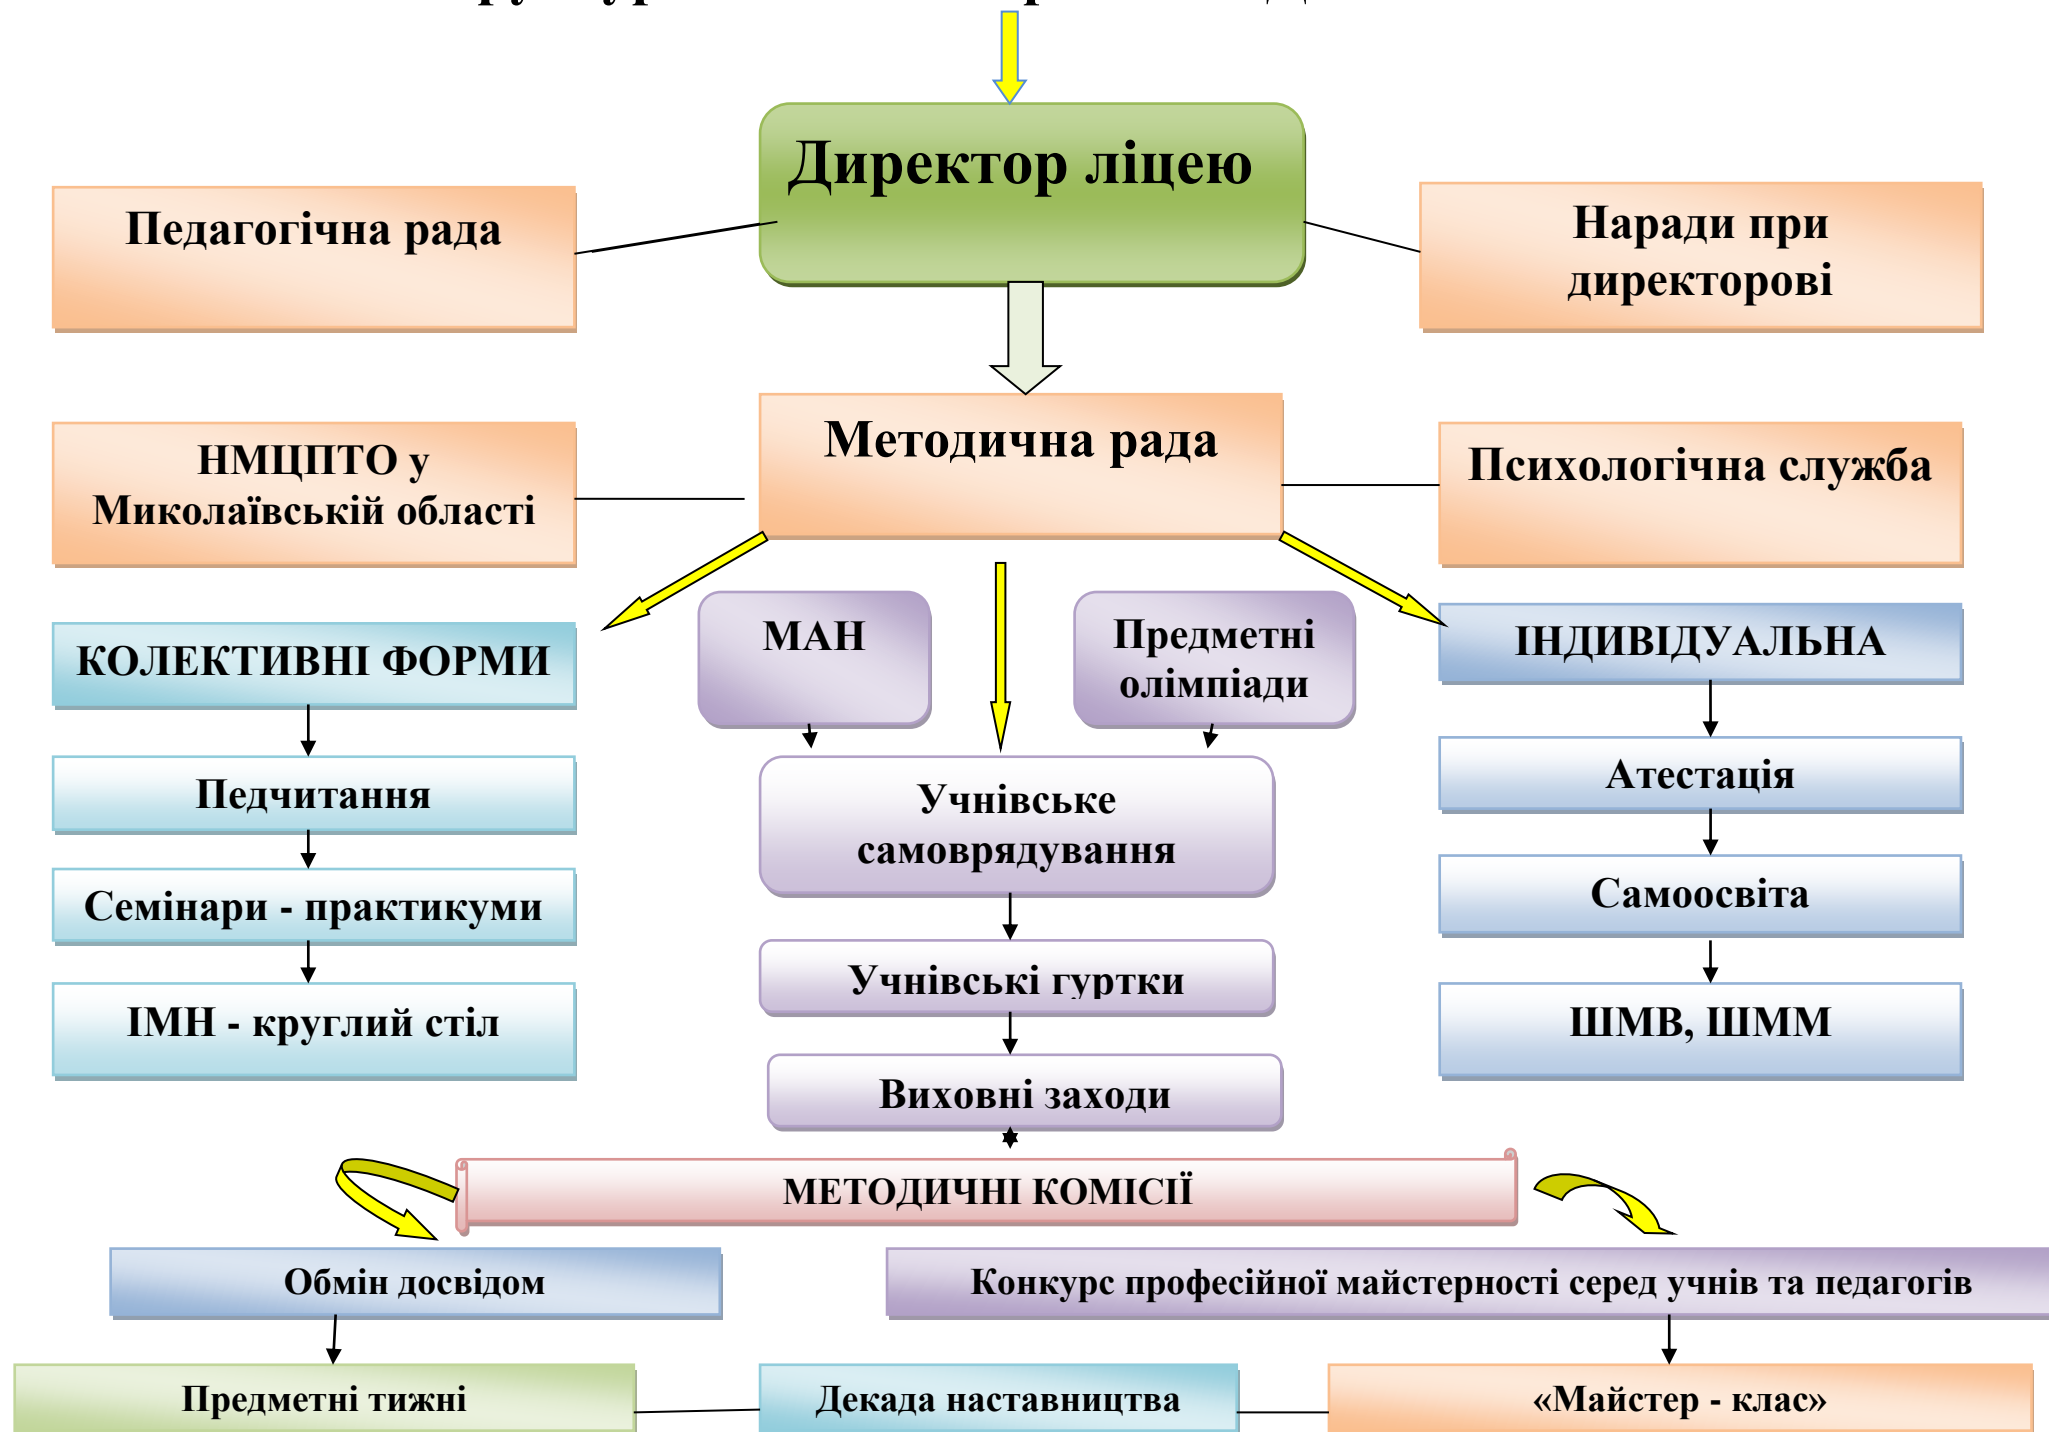 Директор ліцею
Педагогічна рада
Наради при
директорові
Методична рада
НМЦПТО у
Миколаївській області
Психологічна служба
КОЛЕКТИВНІ ФОРМИ
МАН
Предметні
олімпіади
ІНДИВІДУАЛЬНА
Педчитання
Учнівське
самоврядування
Атестація
Семінари - практикуми
Самоосвіта
Учнівські гуртки
ІМН - круглий стіл
ШМВ, ШММ
Виховні заходи
МЕТОДИЧНІ КОМІСІЇ
Обмін досвідом
Конкурс професійної майстерності серед учнів та педагогів
Предметні тижні
Декада наставництва
«Майстер - клас»